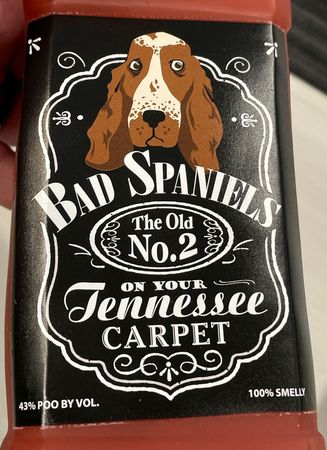 BAD SPANIELS
The Old
No.2
ON YOUR
Tennessee
CARPET
43% POO BY VOL.
100% SMELLY